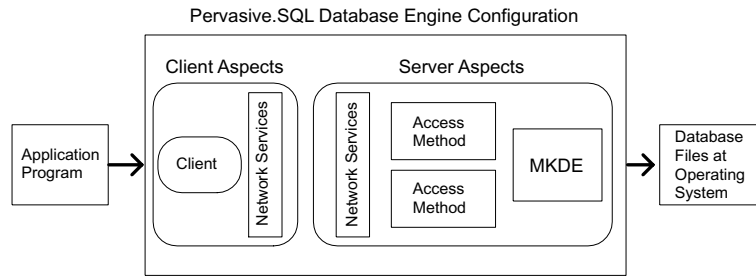 Pervasive.SQL Database Engine Configuration
Client Aspects
Server Aspects
Application
Program
Client
Network Services
Network Services
Access
Method
Access
Method
MKDE
Database
Files at
Operating
System